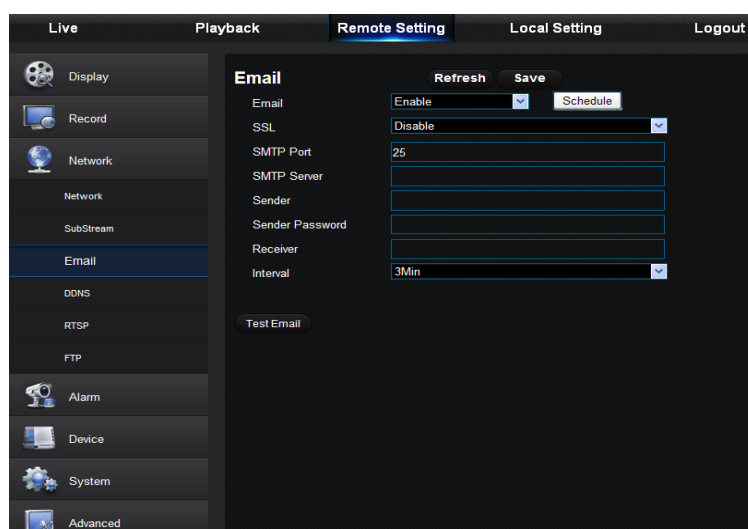 Live Playback Remote Setting Local Setting Logout
Display
Record
Network
Network
SubStream
Email
DDNS
RTSP
FTP
Alarm
Device
System
Advanced
Email Refresh Save
Email Enable Schedule
SSL Disable
SMTP Port 25
SMTP Server
Sender
Sender Password
Receiver
Interval 3Min
Test Email